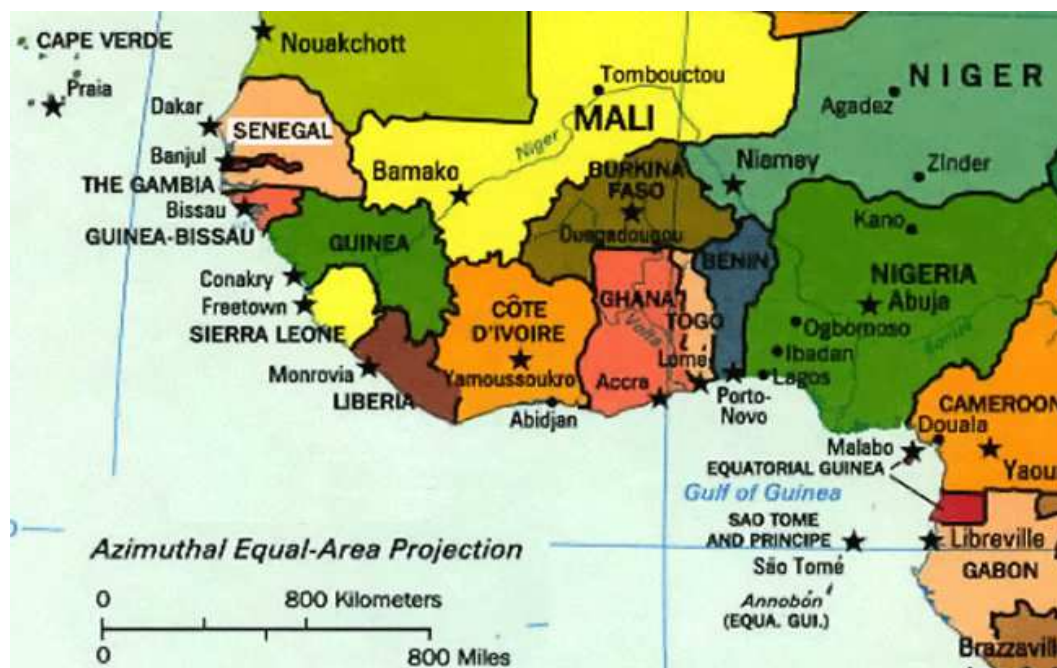 CAPE VERDE
Praia
Nouakchott
Tombouctou
NIGER
Agadez
Dakar
SENEGAL
MALI
Niger
Banjul
Bamako
BURKINA
FASO
Niamey
Zinder
THE GAMBIA
Bissau
GUINEA-BISSAU
GUINEA
Ouagadougou
BENIN
Kano
NIGERIA
Conakry
Freetown
SIERRA LEONE
CÔTE
D'IVOIRE
GHANA
Volta
TOGO
Abuja
Ogbomoso
Ibadan
Lagos
Monrovia
LIBERIA
Yamoussoukro
Abidjan
Accra
Lome
Porto-
Novo
CAMEROON
Douala
Malabo
Yaou
EQUATORIAL GUINEA
Gulf of Guinea
SAO TOME
AND PRINCIPE
São Tomé
Libreville
GABON
Annobón
(EQUA. GUI.)
Brazzavill
Azimuthal Equal-Area Projection
0 800 Kilometers
0 800 Miles